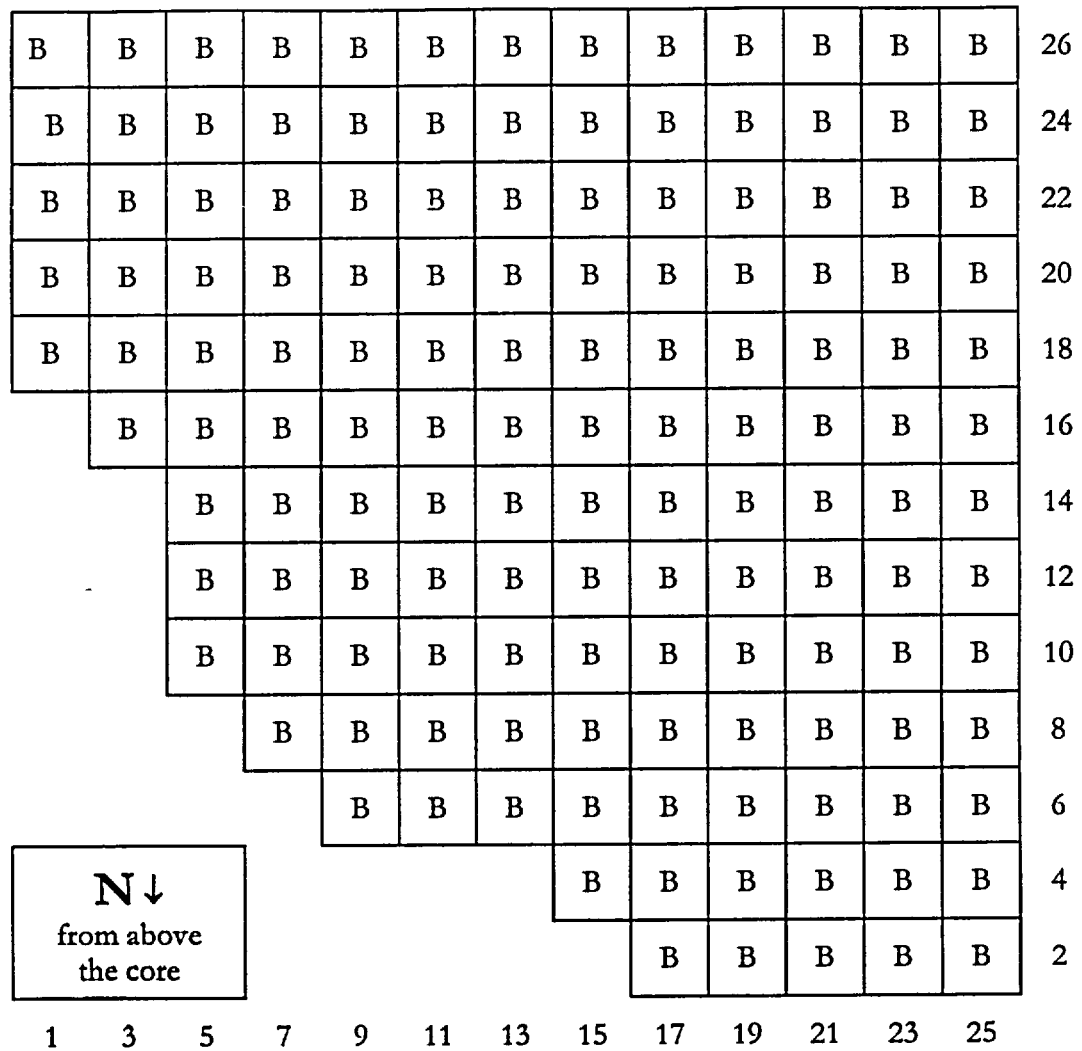 B B B B B B B B B B B B B 26
B B B B B B B B B B B B B 24
B B B B B B B B B B B B B 22
B B B B B B B B B B B B B 20
B B B B B B B B B B B B B 18
B B B B B B B B B B B B 16
B B B B B B B B B B B 14
B B B B B B B B B B B 12
B B B B B B B B B B B 10
B B B B B B B B B B 8
B B B B B B B B B 6
B B B B B B 4
B B B B B 2
N↓
from above
the core
1 3 5 7 9 11 13 15 17 19 21 23 25